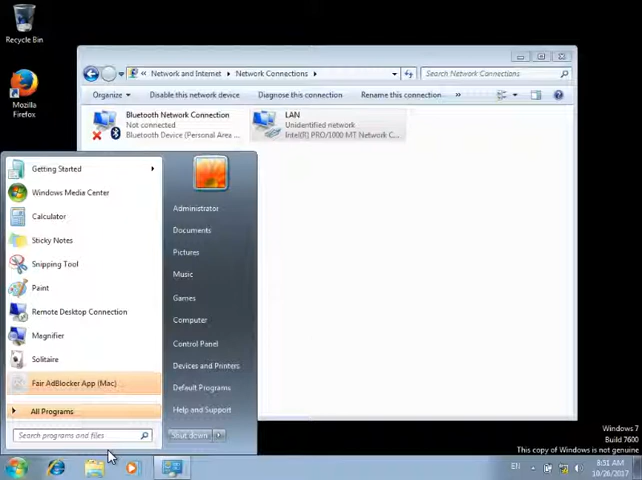 Recycle Bin
Mozilla
Firefox
Network and Internet
Network Connections
Search Network Connections
Organize
Disable this network device
Diagnose this connection
Rename this connection
»
Bluetooth Network Connection
Not connected
Bluetooth Device (Personal Area ...
LAN
Unidentified network
Intel(R) PRO/1000 MT Network C...
Getting Started
Windows Media Center
Calculator
Sticky Notes
Snipping Tool
Paint
Remote Desktop Connection
Magnifier
Solitaire
Fair AdBlocker App (Mac)
All Programs
Search programs and files
Administrator
Documents
Pictures
Music
Games
Computer
Control Panel
Devices and Printers
Default Programs
Help and Support
Shut down
Windows 7
Build 7600
This copy of Windows is not genuine
EN
8:31 AM
10/26/2017